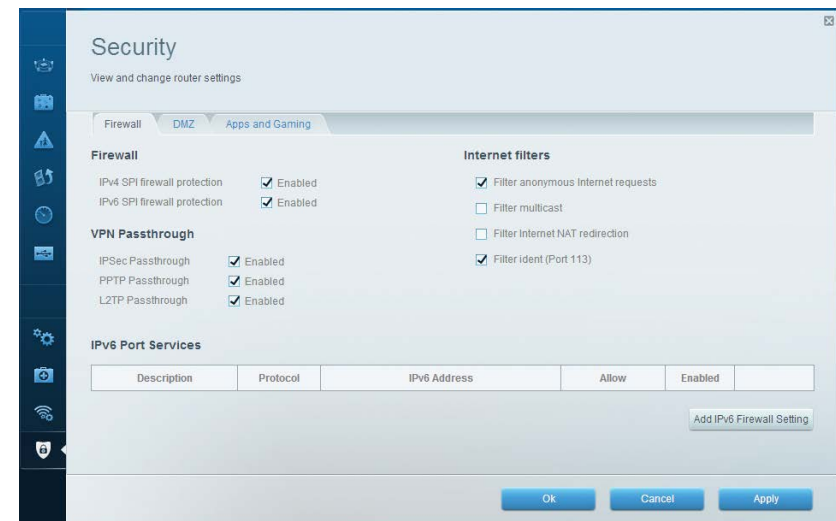 Security
View and change router settings
Firewall
DMZ
Apps and Gaming
Firewall
IPv4 SPI firewall protection
Enabled
IPv6 SPI firewall protection
Enabled
VPN Passthrough
IPSec Passthrough
Enabled
PPTP Passthrough
Enabled
L2TP Passthrough
Enabled
Internet filters
Filter anonymous Internet requests
Filter multicast
Filter Internet NAT redirection
Filter ident (Port 113)
IPv6 Port Services
Description
Protocol
IPv6 Address
Allow
Enabled
Add IPv6 Firewall Setting
Ok
Cancel
Apply